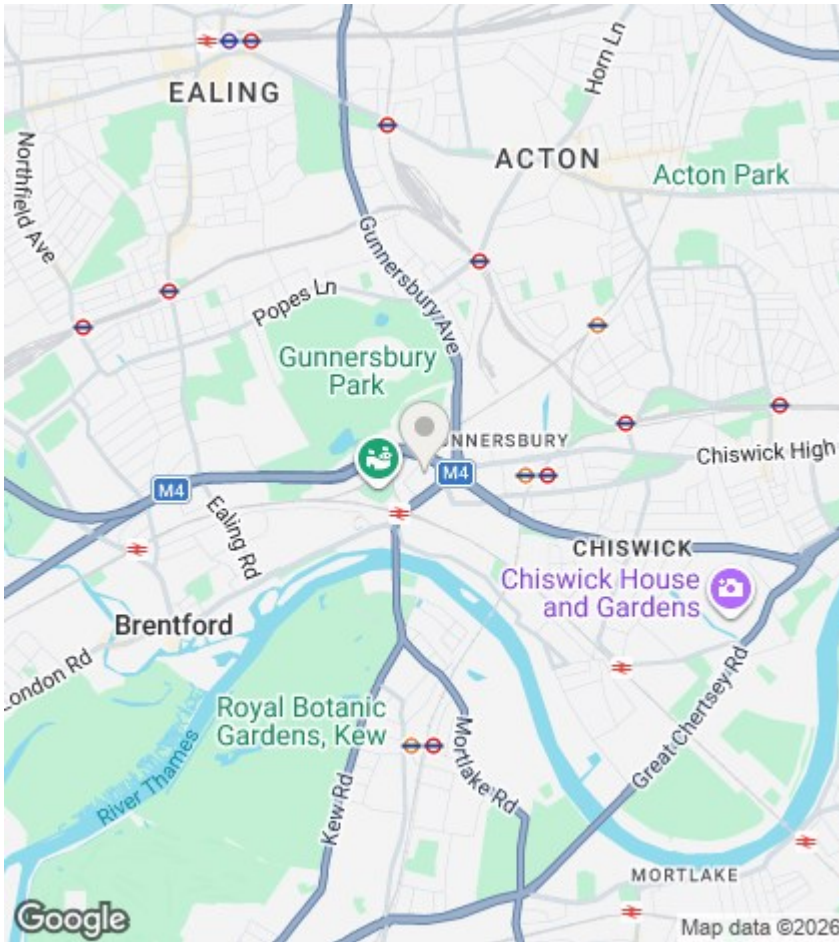 EALING
Horn Ln
ACTON
Acton Park
Northfield Ave
Gunnersbury Ave
Popes Ln
Gunnersbury
Park
UNNERSBURY
Chiswick High
M4
M4
Ealing Rd
CHISWICK
Chiswick House
and Gardens
Brentford
London Rd
Royal Botanic
Gardens, Kew
River Thames
Kew Rd
Mortlake Rd
Great Chertsey Rd
MORTLAKE
Google
Map data ©2026